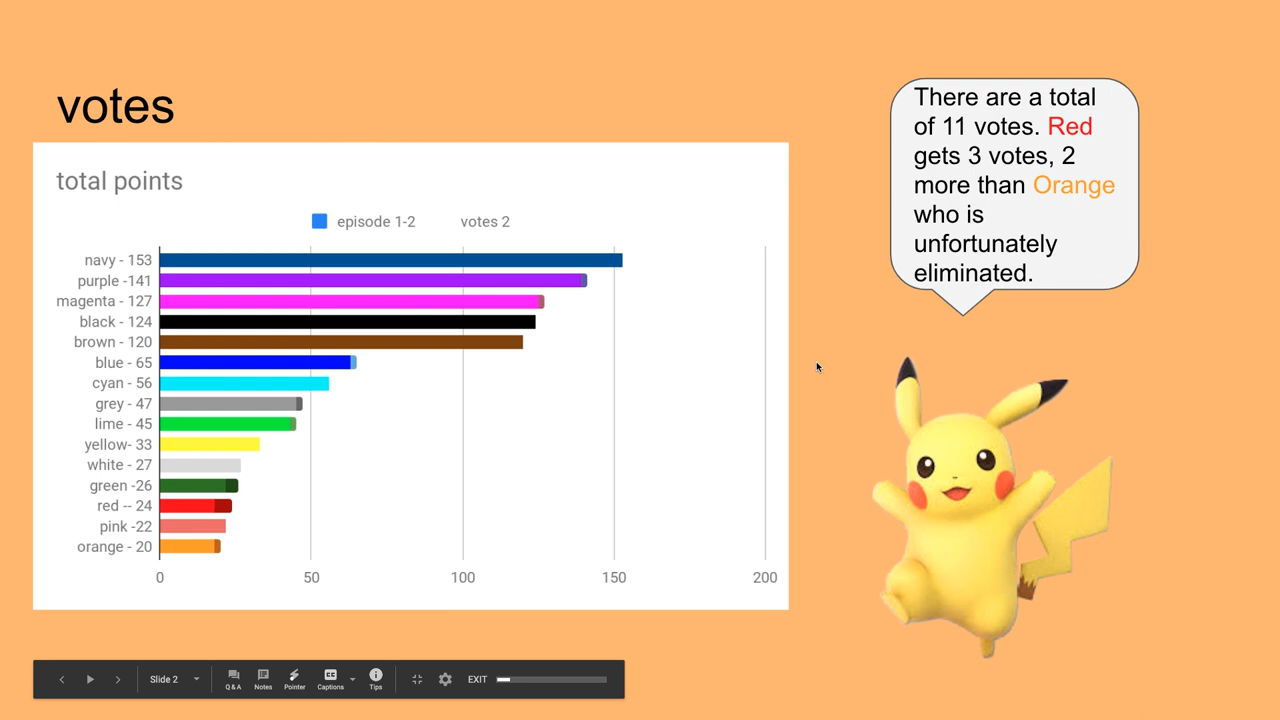 votes
There are a total
of 11 votes. Red
gets 3 votes, 2
more than Orange
who is
unfortunately
eliminated.
total points
episode 1-2 votes 2
navy - 153
purple -141
magenta - 127
black - 124
brown - 120
blue - 65
cyan - 56
grey - 47
lime - 45
yellow- 33
white - 27
green -26
red -- 24
pink -22
orange - 20
0 50 100 150 200
Slide 2 Q & A Notes Pointer Captions Tips EXIT